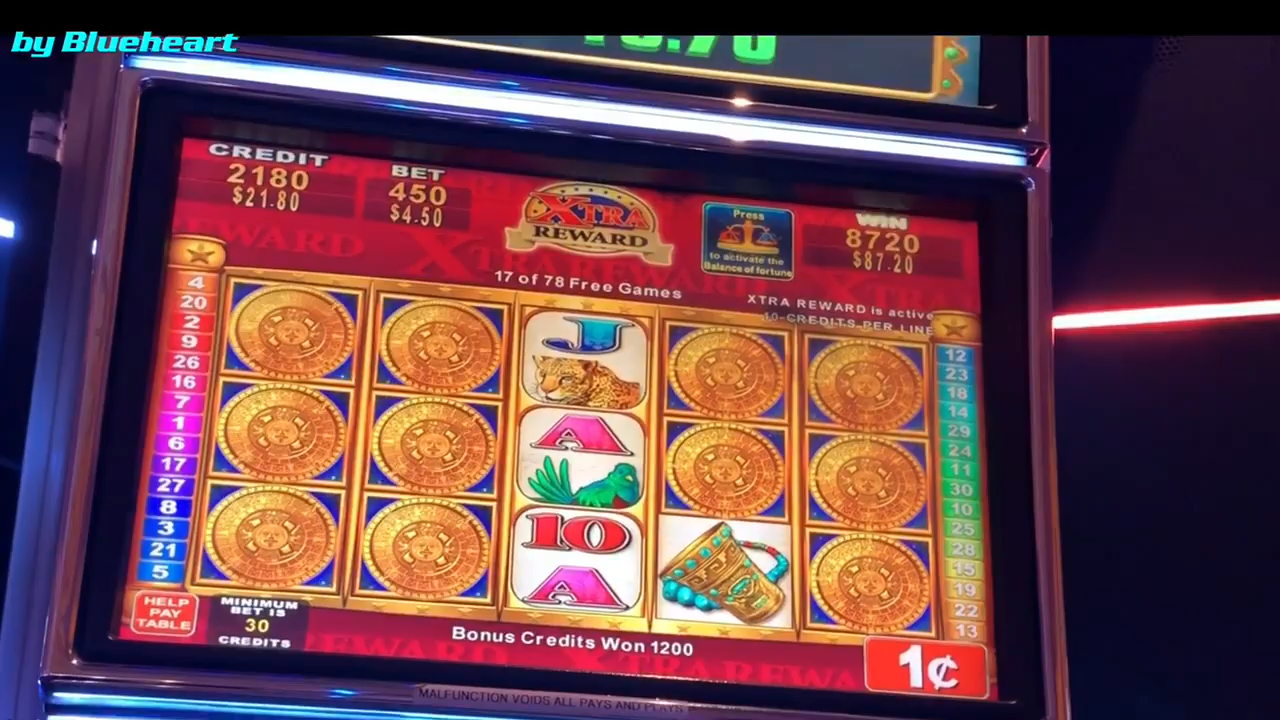 by Blueheart
CREDIT
2180
$21.80
BET
450
$4.50
XTRA
REWARD
Press
to activate the
Balance of fortune
WIN
8720
$87.20
17 of 78 Free Games
XTRA REWARD is active
10-CREDITS PER LINE
4
20
2
9
26
16
7
1
6
17
27
8
3
21
5
J
A
10
A
12
23
18
14
29
24
11
30
10
25
28
15
19
22
13
HELP
PAY
TABLE
MINIMUM
BET IS
30
CREDITS
Bonus Credits Won 1200
1¢
MALFUNCTION VOIDS ALL PAYS AND PLAYS